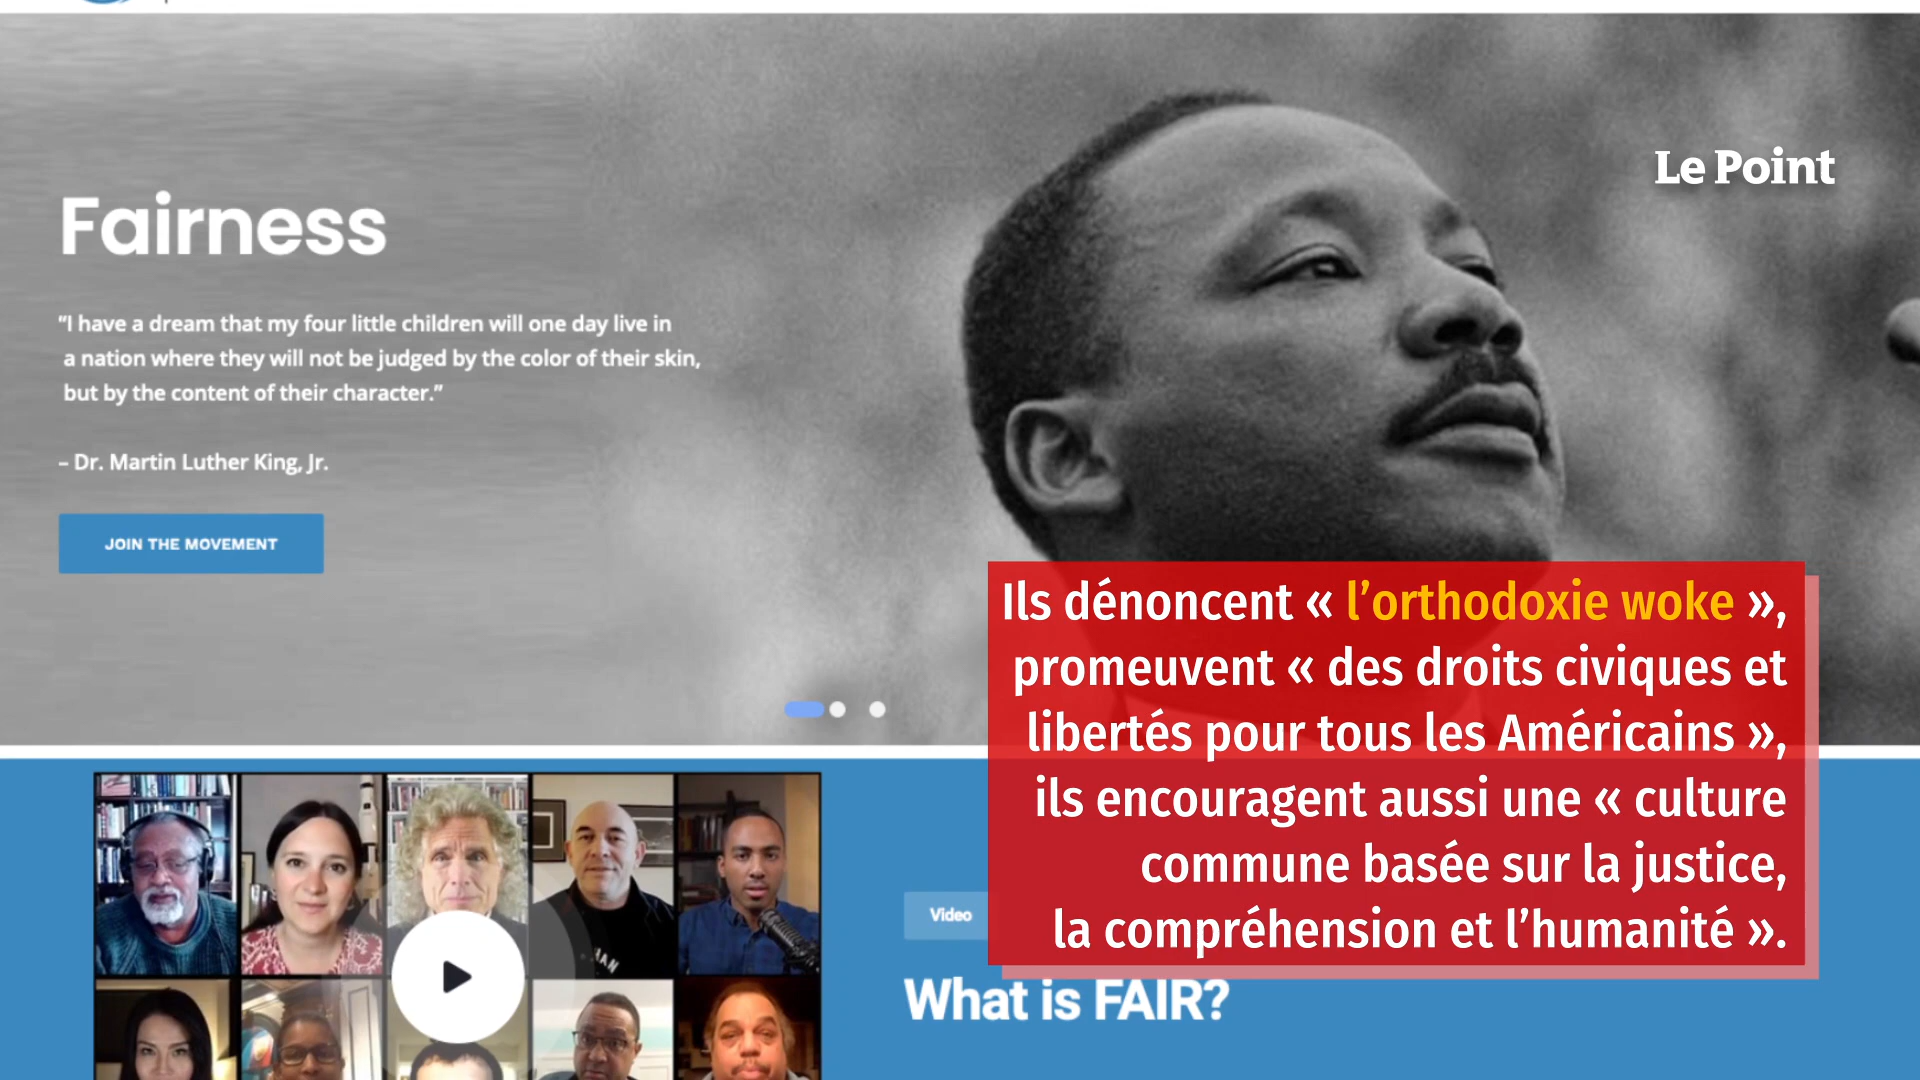 Le Point
Fairness
“I have a dream that my four little children will one day live in
a nation where they will not be judged by the color of their skin,
but by the content of their character.”
– Dr. Martin Luther King, Jr.
JOIN THE MOVEMENT
Ils dénoncent « l’orthodoxie woke »,
promeuvent « des droits civiques et
libertés pour tous les Américains »,
ils encouragent aussi une « culture
commune basée sur la justice,
la compréhension et l’humanité ».
Video
What is FAIR?